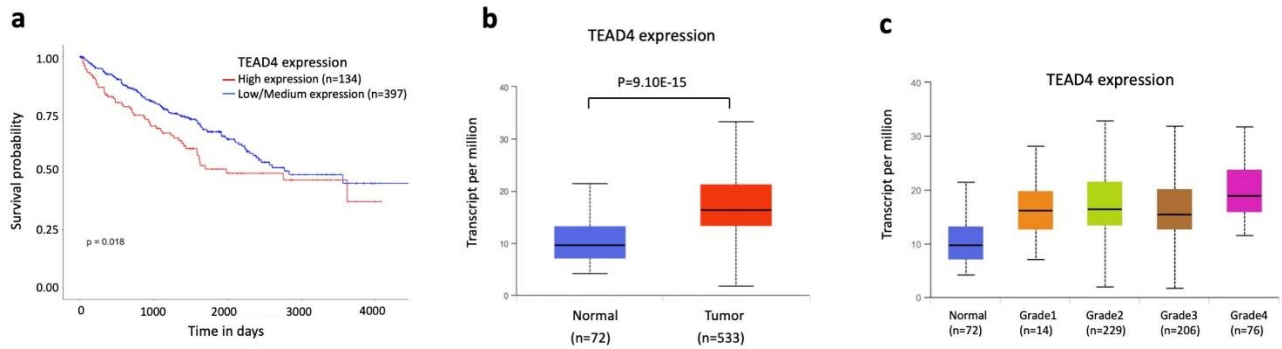 a
TEAD4 expression
High expression (n=134)
Low/Medium expression (n=397)
Survival probability
1.00
0.75
0.50
0.25
0.00
p = 0.018
0
1000
2000
3000
4000
Time in days
b
TEAD4 expression
P=9.10E-15
Transcript per million
40
30
20
10
0
Normal
(n=72)
Tumor
(n=533)
c
TEAD4 expression
Transcript per million
40
30
20
10
0
Normal
(n=72)
Grade1
(n=14)
Grade2
(n=229)
Grade3
(n=206)
Grade4
(n=76)